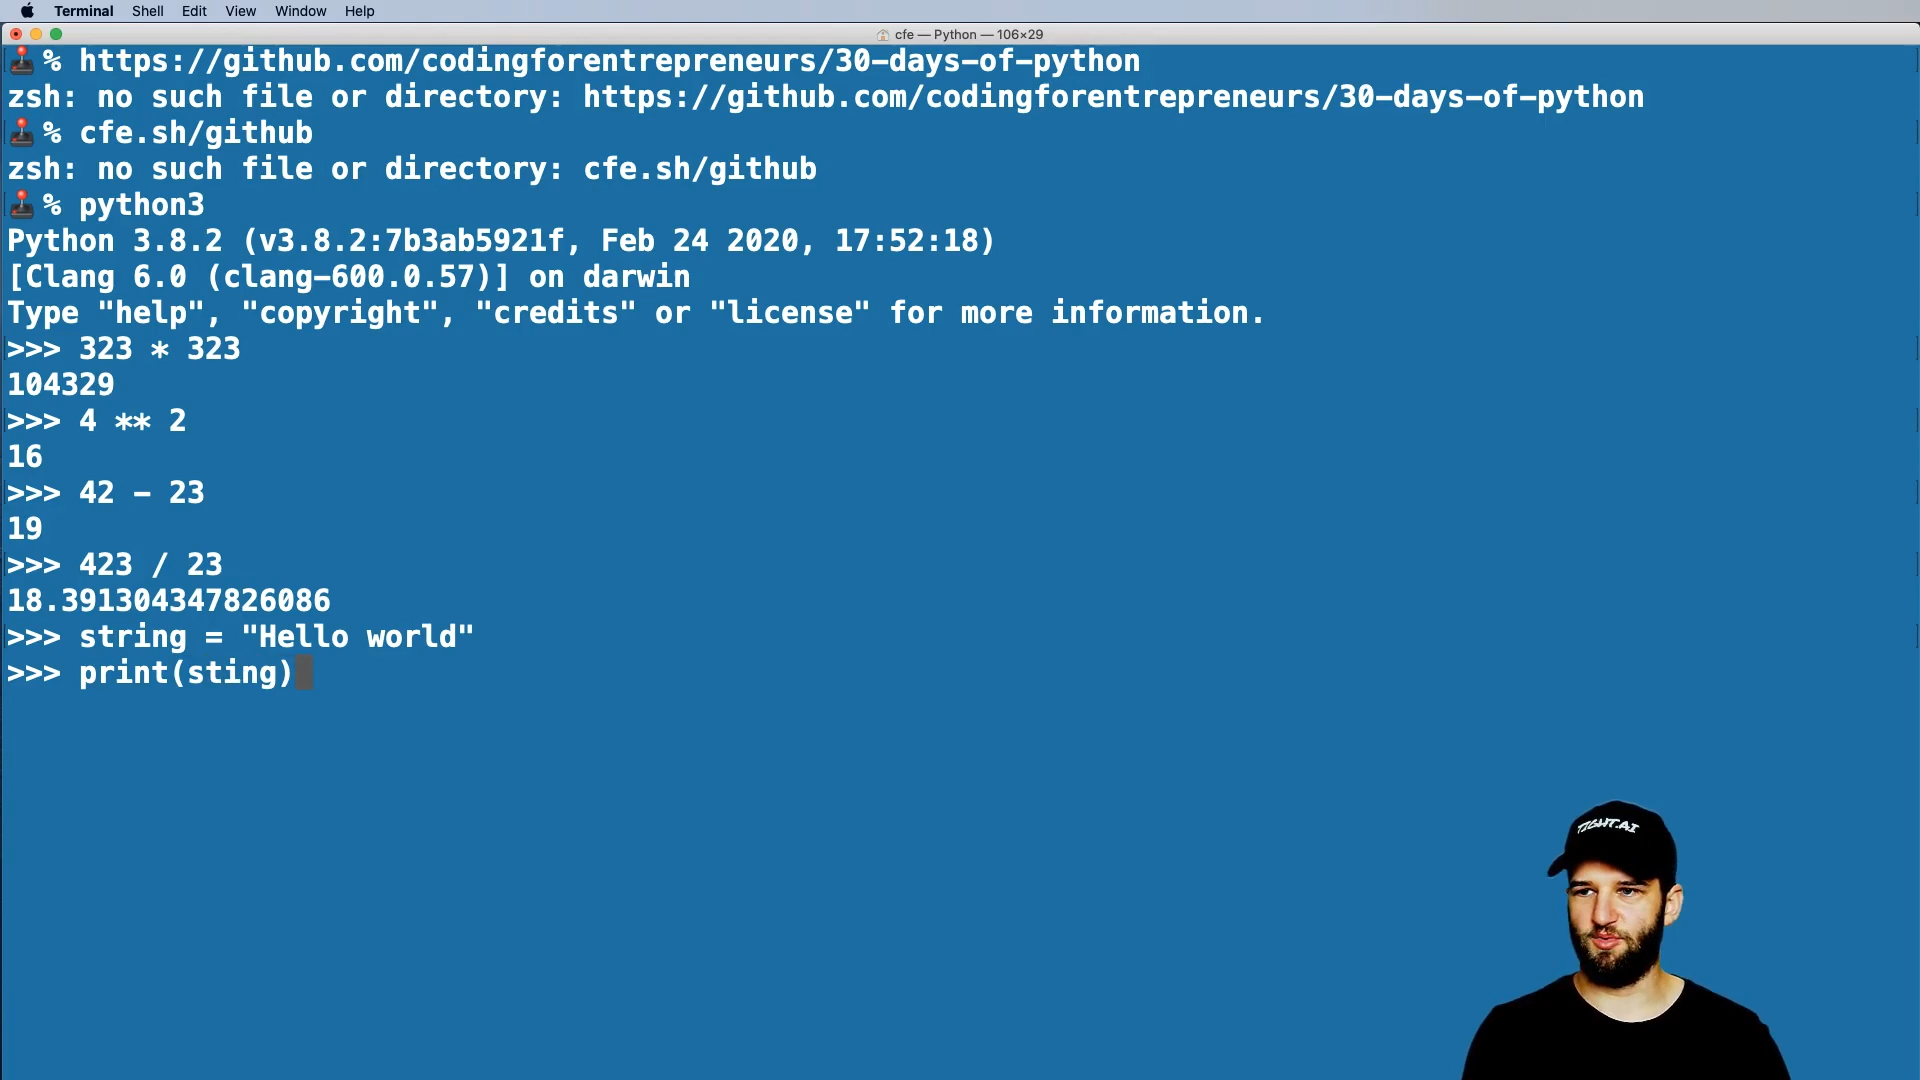 Terminal Shell Edit View Window Help
cfe — Python — 106×29
% https://github.com/codingforentrepreneurs/30-days-of-python
zsh: no such file or directory: https://github.com/codingforentrepreneurs/30-days-of-python
% cfe.sh/github
zsh: no such file or directory: cfe.sh/github
% python3
Python 3.8.2 (v3.8.2:7b3ab5921f, Feb 24 2020, 17:52:18)
[Clang 6.0 (clang-600.0.57)] on darwin
Type "help", "copyright", "credits" or "license" for more information.
>>> 323 * 323
104329
>>> 4 ** 2
16
>>> 42 - 23
19
>>> 423 / 23
18.391304347826086
>>> string = "Hello world"
>>> print(sting)
TIGHT.AI